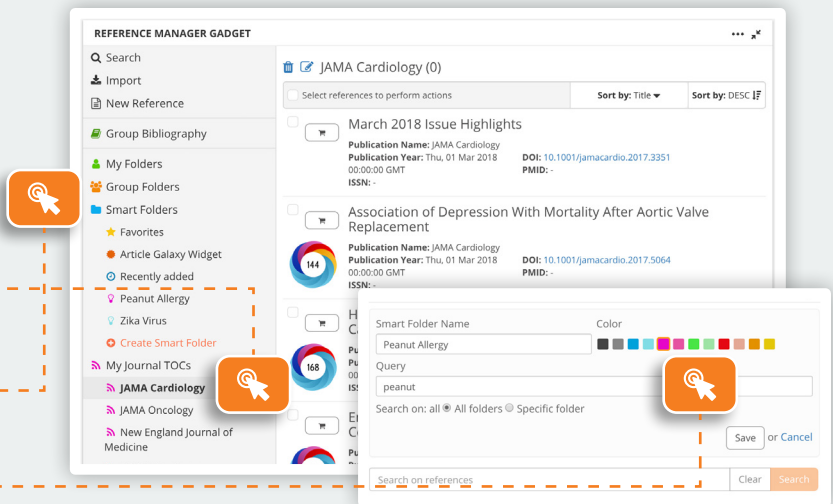 REFERENCE MANAGER GADGET
Search
Import
New Reference
Group Bibliography
My Folders
Group Folders
Smart Folders
Favorites
Article Galaxy Widget
Recently added
Peanut Allergy
Zika Virus
Create Smart Folder
My Journal TOCs
JAMA Cardiology
JAMA Oncology
New England Journal of
Medicine
JAMA Cardiology (0)
Select references to perform actions
Sort by: Title
Sort by: DESC
March 2018 Issue Highlights
Publication Name: JAMA Cardiology
Publication Year: Thu, 01 Mar 2018 DOI: 10.1001/jamacardio.2017.3351
00:00:00 GMT PMID: -
ISSN: -
Association of Depression With Mortality After Aortic Valve
Replacement
Publication Name: JAMA Cardiology
Publication Year: Thu, 01 Mar 2018 DOI: 10.1001/jamacardio.2017.5064
00:00:00 GMT PMID: -
ISSN: -
144
168
Smart Folder Name
Color
Peanut Allergy
Query
peanut
Search on: all All folders Specific folder
Save or Cancel
Search on references
Clear
Search